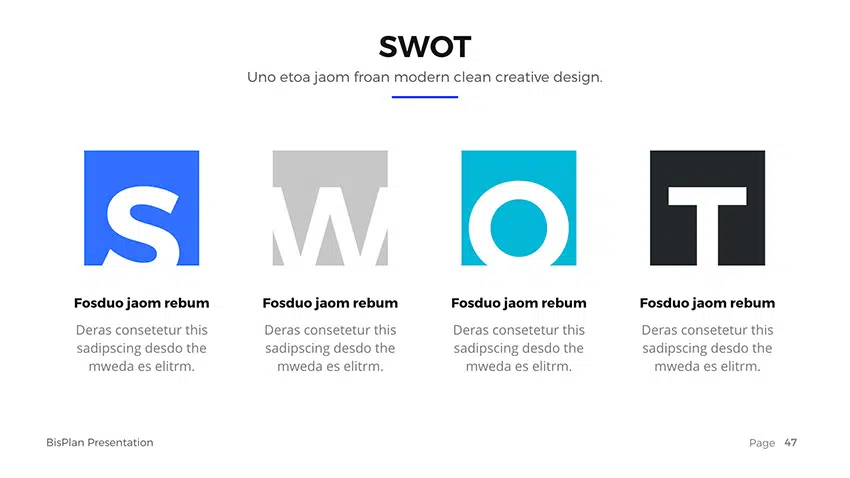 SWOT
Uno etoa jaom froan modern clean creative design.
S W O T
Fosduo jaom rebum
Deras consetetur this
sadipscing desdo the
mweda es elitrm.
Fosduo jaom rebum
Deras consetetur this
sadipscing desdo the
mweda es elitrm.
Fosduo jaom rebum
Deras consetetur this
sadipscing desdo the
mweda es elitrm.
Fosduo jaom rebum
Deras consetetur this
sadipscing desdo the
mweda es elitrm.
BisPlan Presentation
Page 47